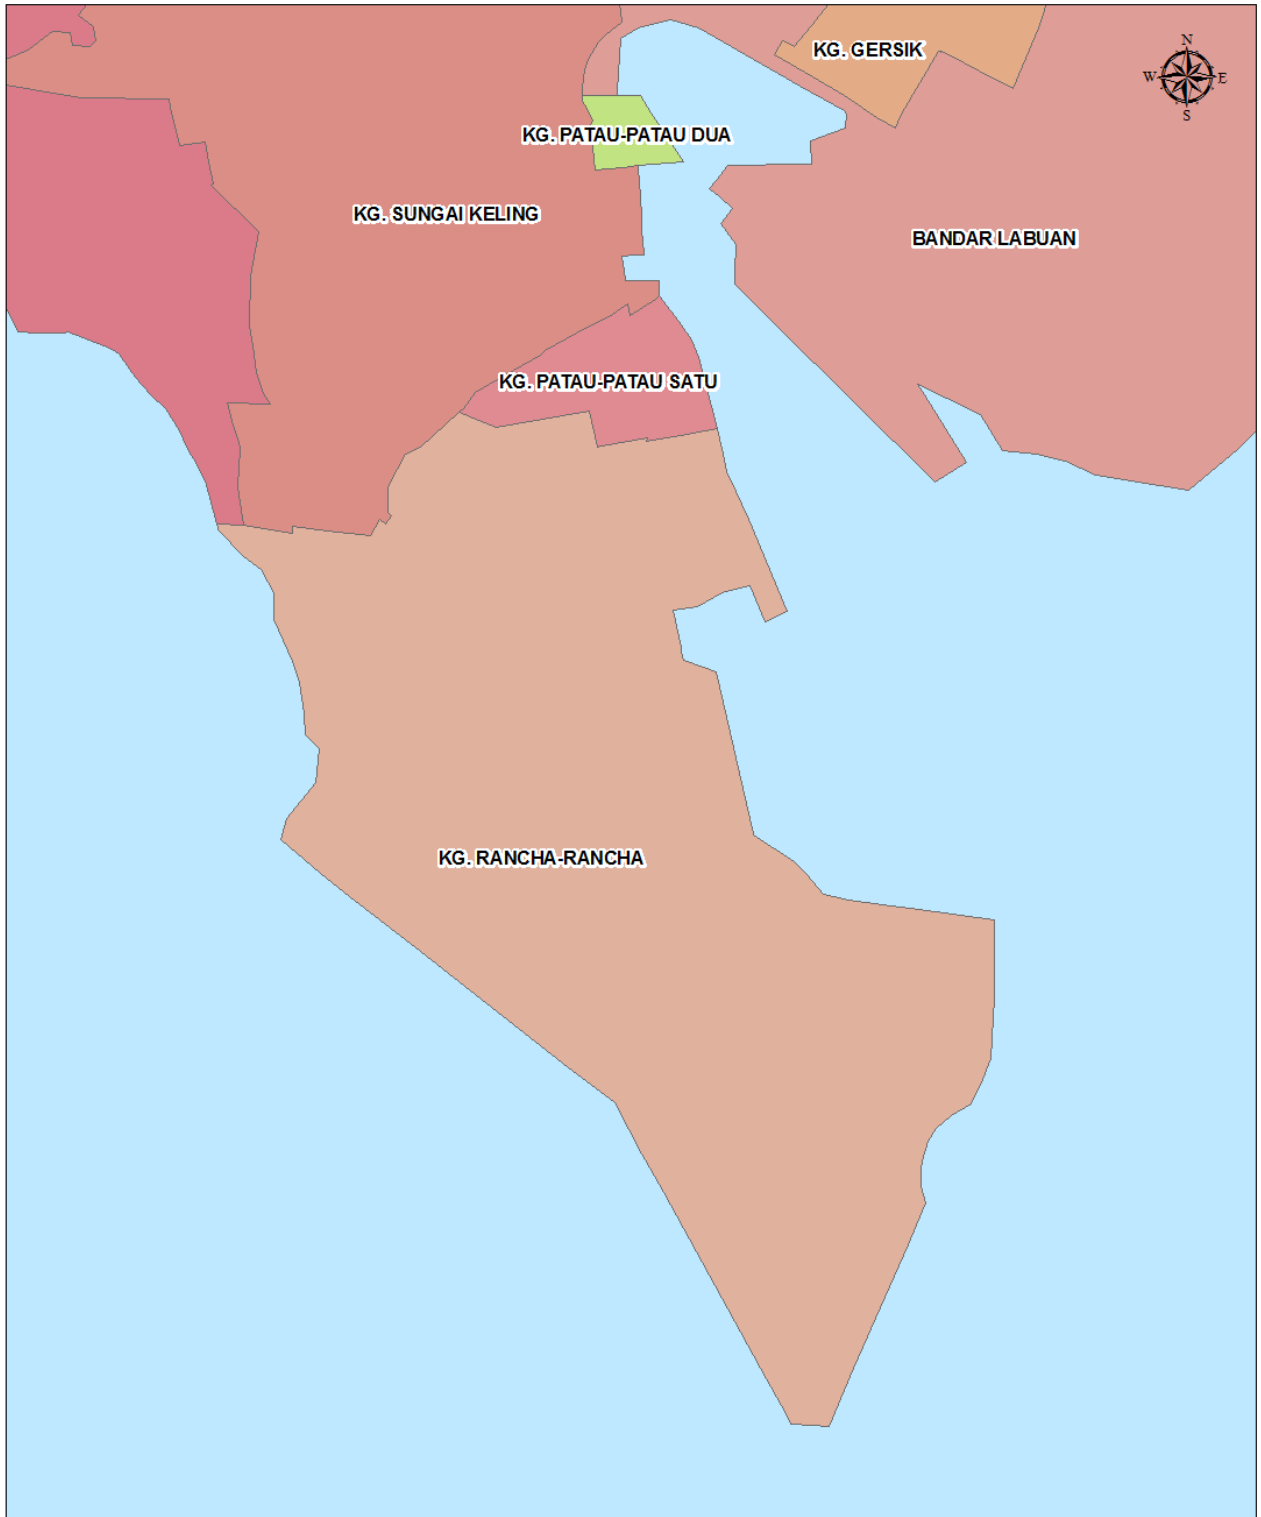 KG. GERSIK
N
W E
S
KG. PATAU-PATAU DUA
KG. SUNGAI KELING
BANDAR LABUAN
KG. PATAU-PATAU SATU
KG. RANCHA-RANCHA